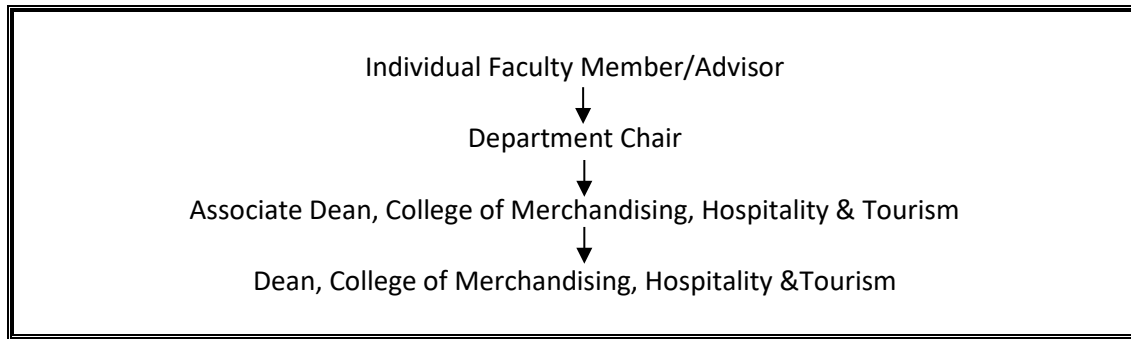 Individual Faculty Member/Advisor
Department Chair
Associate Dean, College of Merchandising, Hospitality & Tourism
Dean, College of Merchandising, Hospitality &Tourism